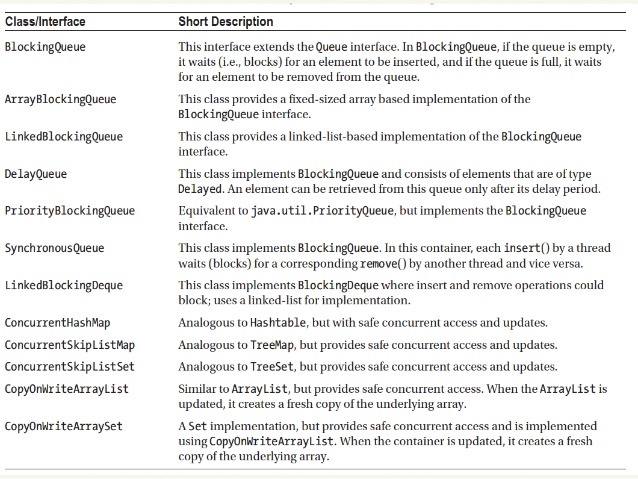 Class/Interface Short Description
BlockingQueue This interface extends the Queue interface. In BlockingQueue, if the queue is empty,
it waits (i.e., blocks) for an element to be inserted, and if the queue is full, it waits
for an element to be removed from the queue.
ArrayBlockingQueue This class provides a fixed-sized array based implementation of the
BlockingQueue interface.
LinkedBlockingQueue This class provides a linked-list-based implementation of the BlockingQueue
interface.
DelayQueue This class implements BlockingQueue and consists of elements that are of type
Delayed. An element can be retrieved from this queue only after its delay period.
PriorityBlockingQueue Equivalent to java.util.PriorityQueue, but implements the BlockingQueue
interface.
SynchronousQueue This class implements BlockingQueue. In this container, each insert() by a thread
waits (blocks) for a corresponding remove() by another thread and vice versa.
LinkedBlockingDeque This class implements BlockingDeque where insert and remove operations could
block; uses a linked-list for implementation.
ConcurrentHashMap Analogous to Hashtable, but with safe concurrent access and updates.
ConcurrentSkipListMap Analogous to TreeMap, but provides safe concurrent access and updates.
ConcurrentSkipListSet Analogous to TreeSet, but provides safe concurrent access and updates.
CopyOnWriteArrayList Similar to ArrayList, but provides safe concurrent access. When the ArrayList is
updated, it creates a fresh copy of the underlying array.
CopyOnWriteArraySet A Set implementation, but provides safe concurrent access and is implemented
using CopyOnWriteArrayList. When the container is updated, it creates a fresh
copy of the underlying array.